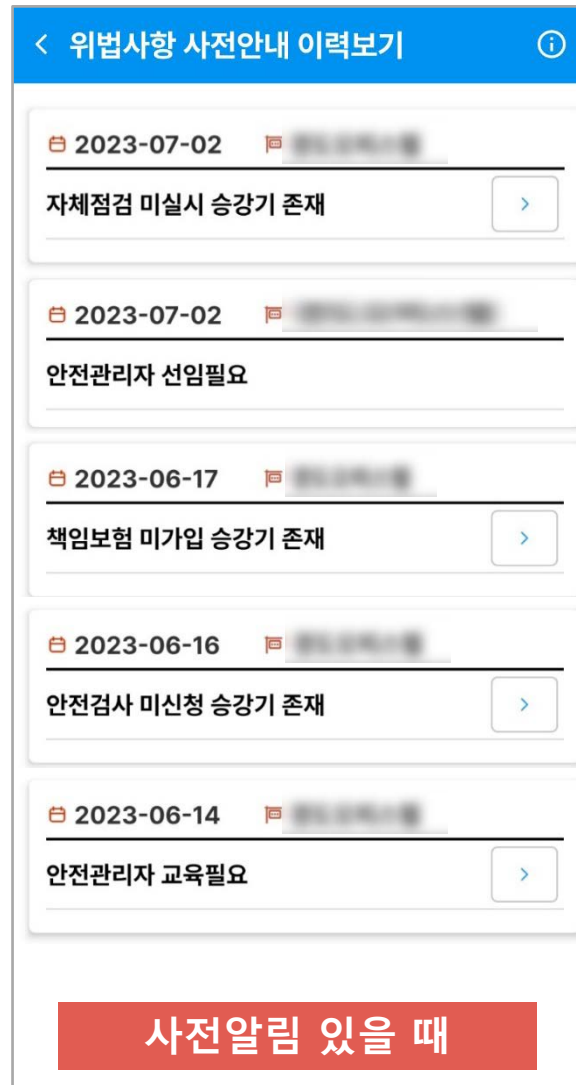 위법사항 사전안내 이력보기
2023-07-02
자체점검 미실시 승강기 존재
2023-07-02
안전관리자 선임필요
2023-06-17
책임보험 미가입 승강기 존재
2023-06-16
안전검사 미신청 승강기 존재
2023-06-14
안전관리자 교육필요
사전알림 있을 때